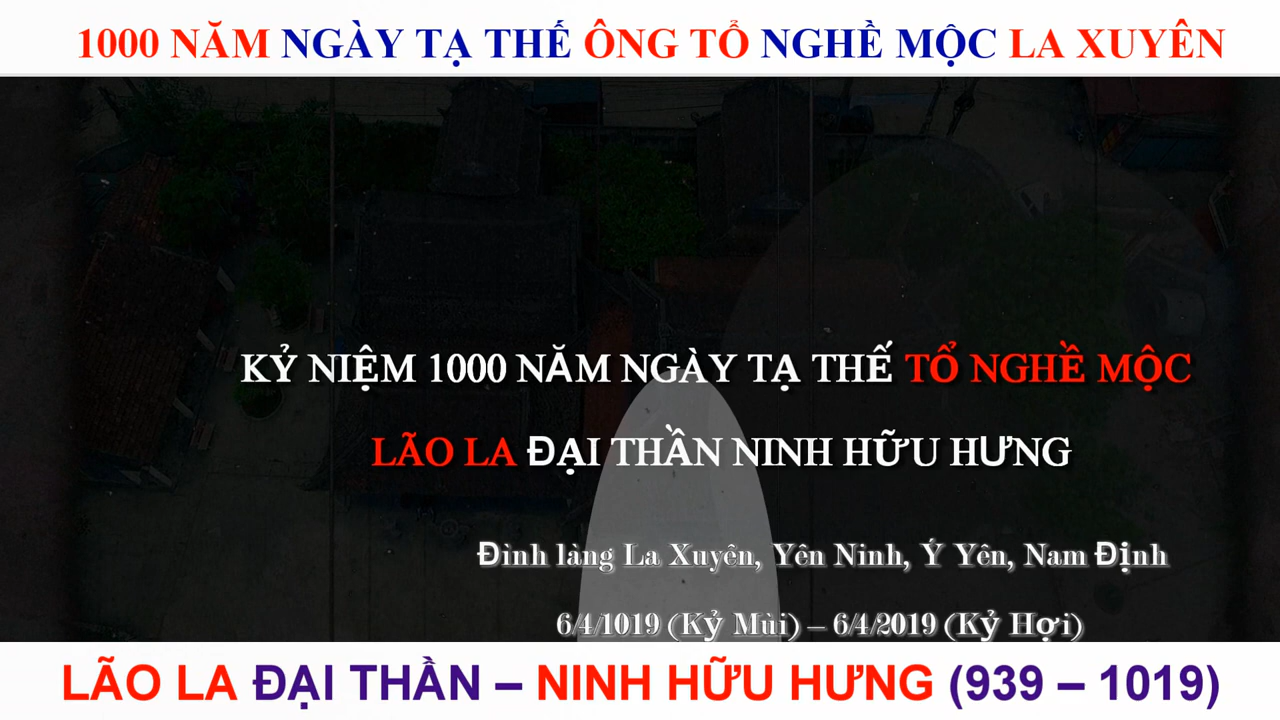 1000 NĂM NGÀY TẠ THẾ ÔNG TỔ NGHỀ MỘC LA XUYÊN
KỶ NIỆM 1000 NĂM NGÀY TẠ THẾ TỔ NGHỀ MỘC
LÃO LA ĐẠI THẦN NINH HỮU HƯNG
Đình làng La Xuyên, Yên Ninh, Ý Yên, Nam Định
6/4/1019 (Kỷ Mùi) – 6/4/2019 (Kỷ Hợi)
LÃO LA ĐẠI THẦN – NINH HỮU HƯNG (939 – 1019)